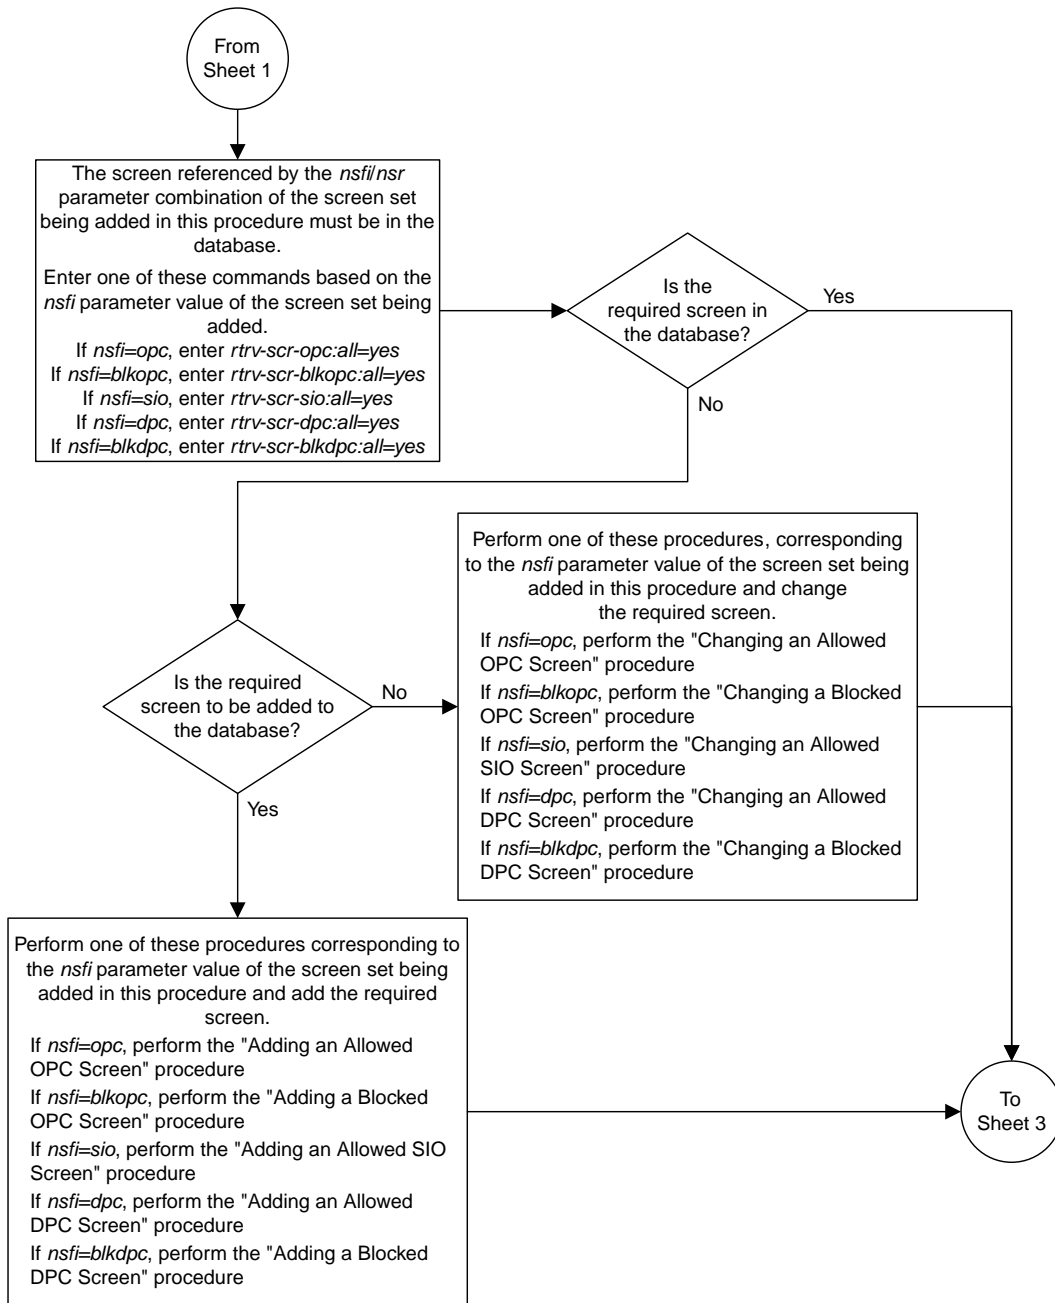 From
Sheet 1
The screen referenced by the nsfi/nsr
parameter combination of the screen set
being added in this procedure must be in the
database.
Enter one of these commands based on the
nsfi parameter value of the screen set being
added.
If nsfi=opc, enter rtrv-scr-opc:all=yes
If nsfi=blkopc, enter rtrv-scr-blkopc:all=yes
If nsfi=sio, enter rtrv-scr-sio:all=yes
If nsfi=dpc, enter rtrv-scr-dpc:all=yes
If nsfi=blkdpc, enter rtrv-scr-blkdpc:all=yes
Is the
required screen in
the database?
Yes
No
Is the required
screen to be added to
the database?
No
Yes
Perform one of these procedures, corresponding
to the nsfi parameter value of the screen set being
added in this procedure and change
the required screen.
If nsfi=opc, perform the "Changing an Allowed
OPC Screen" procedure
If nsfi=blkopc, perform the "Changing a Blocked
OPC Screen" procedure
If nsfi=sio, perform the "Changing an Allowed
SIO Screen" procedure
If nsfi=dpc, perform the "Changing an Allowed
DPC Screen" procedure
If nsfi=blkdpc, perform the "Changing a Blocked
DPC Screen" procedure
Perform one of these procedures corresponding to
the nsfi parameter value of the screen set being
added in this procedure and add the required
screen.
If nsfi=opc, perform the "Adding an Allowed
OPC Screen" procedure
If nsfi=blkopc, perform the "Adding a Blocked
OPC Screen" procedure
If nsfi=sio, perform the "Adding an Allowed SIO
Screen" procedure
If nsfi=dpc, perform the "Adding an Allowed
DPC Screen" procedure
If nsfi=blkdpc, perform the "Adding a Blocked
DPC Screen" procedure
To
Sheet 3